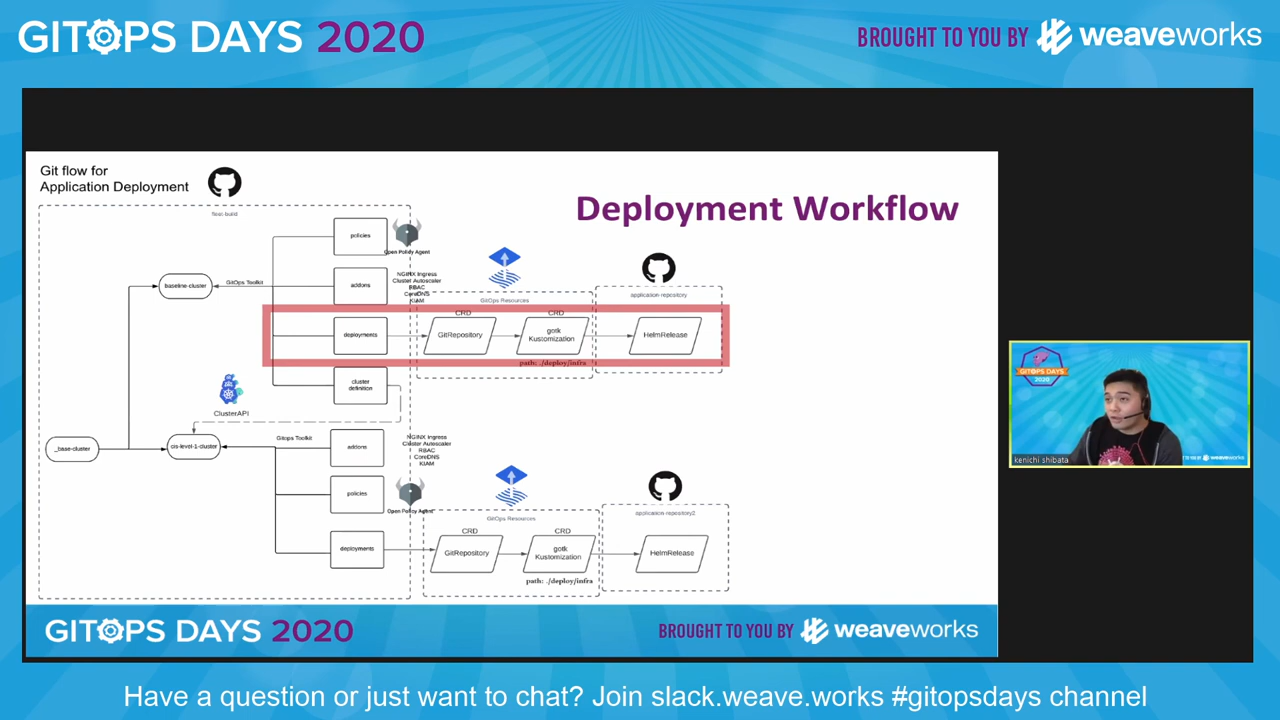 GITOPS DAYS 2020
BROUGHT TO YOU BY weaveworks
Git flow for
Application Deployment
Deployment Workflow
policies
Open Policy Agent
baseline-cluster
GitOps Toolkit
addons
NGINX Ingress
Cluster Autoscaler
RBAC
CoreDNS
KIAM
GitOps Resources
application-repository
CRD
CRD
deployments
GitRepository
gotk
Kustomization
HelmRelease
path: ./deploy/infra
cluster
definition
ClusterAPI
_base-cluster
cis-level-1-cluster
Gitops Toolkit
addons
NGINX Ingress
Cluster Autoscaler
RBAC
CoreDNS
KIAM
policies
Open Policy Agent
GitOps Resources
application-repository2
CRD
CRD
deployments
GitRepository
gotk
Kustomization
HelmRelease
path: ./deploy/infra
GITOPS DAYS 2020
BROUGHT TO YOU BY weaveworks
GITOPS DAYS
2020
kenichi shibata
weaveworks
Have a question or just want to chat? Join slack.weave.works #gitopsdays channel